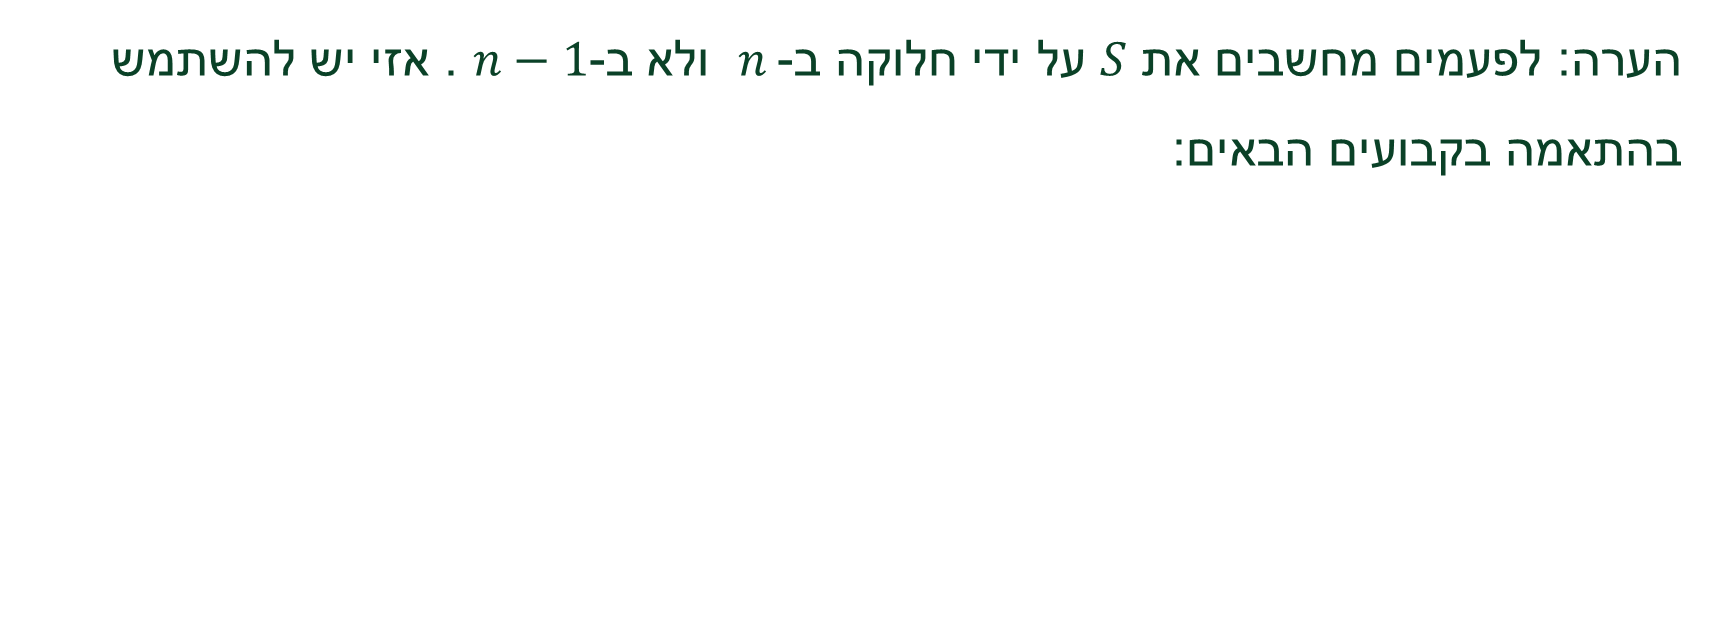 הערה: לפעמים מחשבים את S על ידי חלוקה ב- n ולא ב-n − 1 . אזי יש להשתמש
בהתאמה בקבועים הבאים: